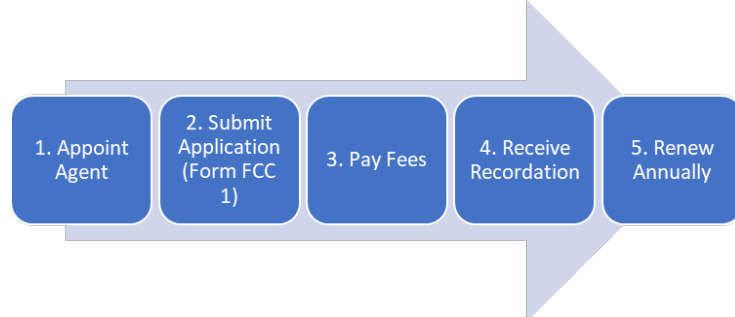 1. Appoint
Agent
2. Submit
Application
(Form FCC
1)
3. Pay Fees
4. Receive
Recordation
5. Renew
Annually